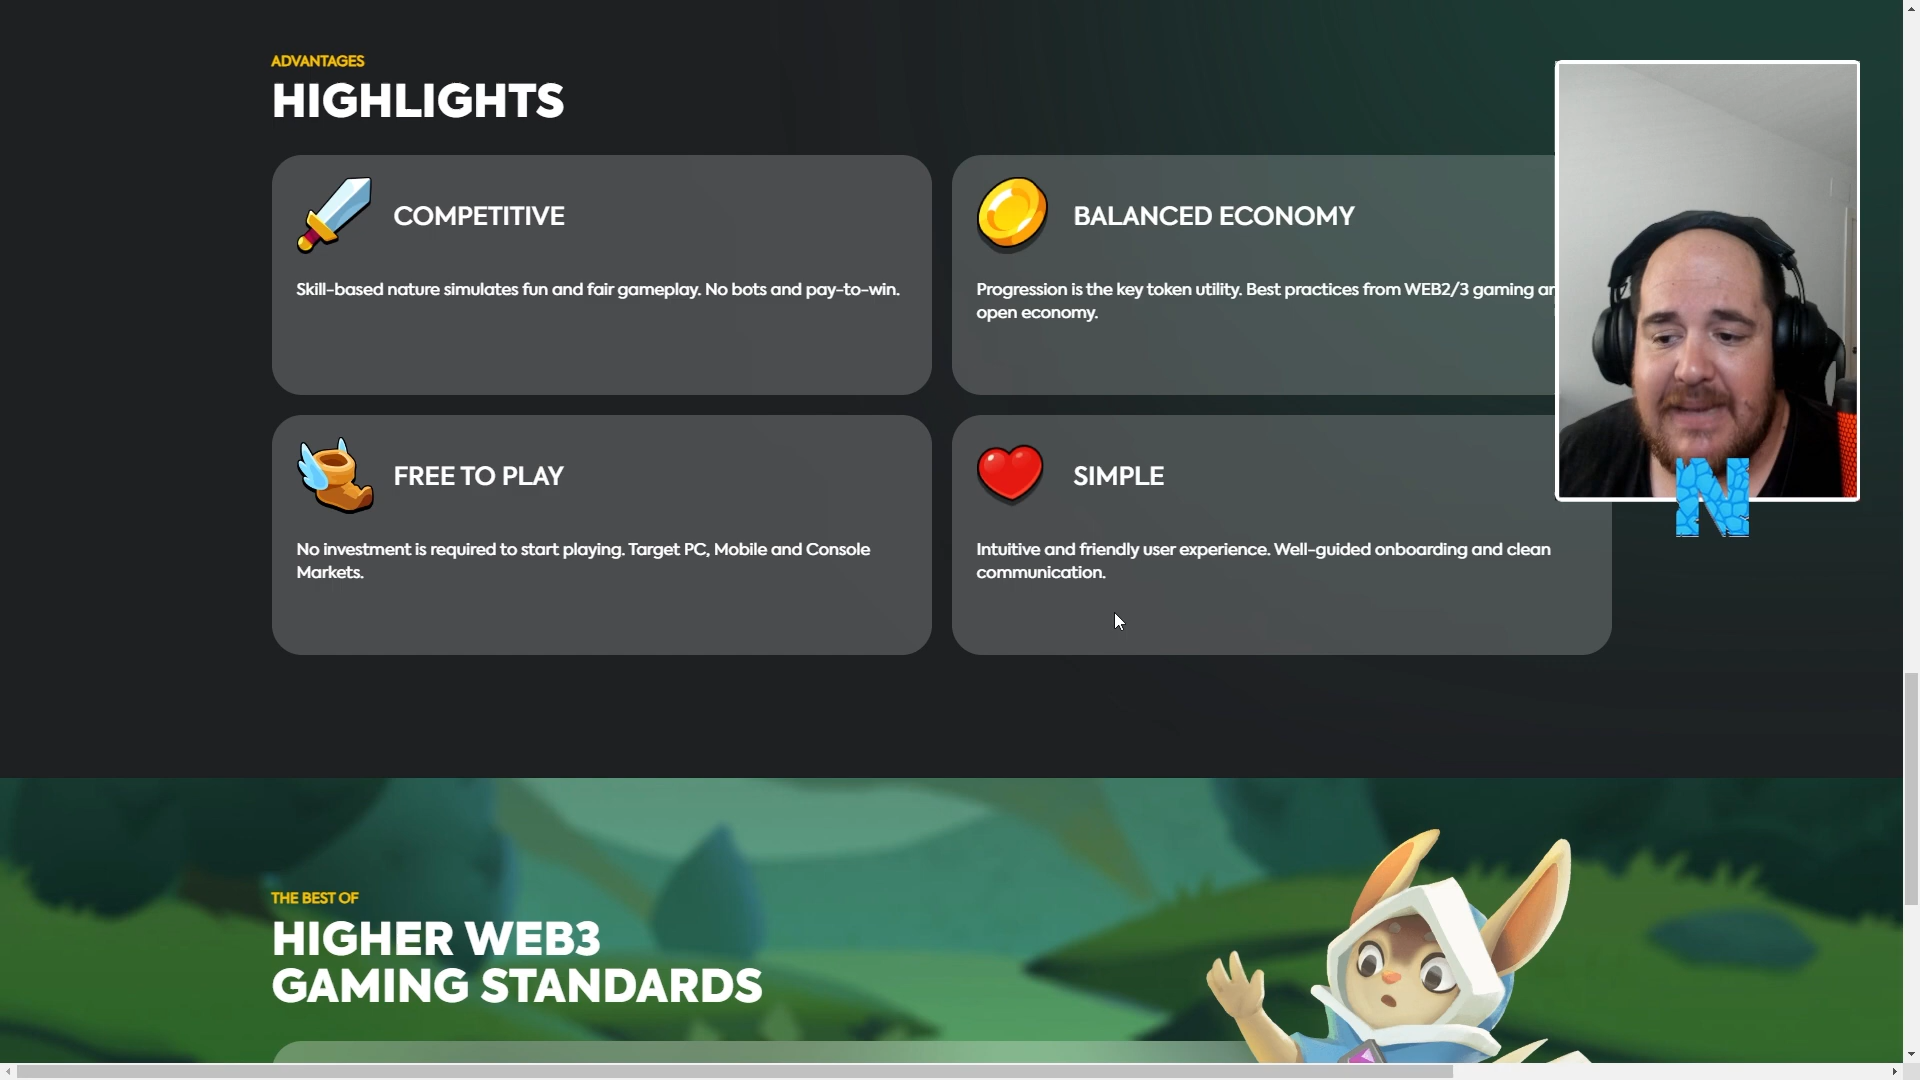 ADVANTAGES
HIGHLIGHTS
COMPETITIVE
Skill-based nature simulates fun and fair gameplay. No bots and pay-to-win.
BALANCED ECONOMY
Progression is the key token utility. Best practices from WEB2/3 gaming
open economy.
FREE TO PLAY
No investment is required to start playing. Target PC, Mobile and Console
Markets.
SIMPLE
Intuitive and friendly user experience. Well-guided onboarding and clean
communication.
N
THE BEST OF
HIGHER WEB3
GAMING STANDARDS